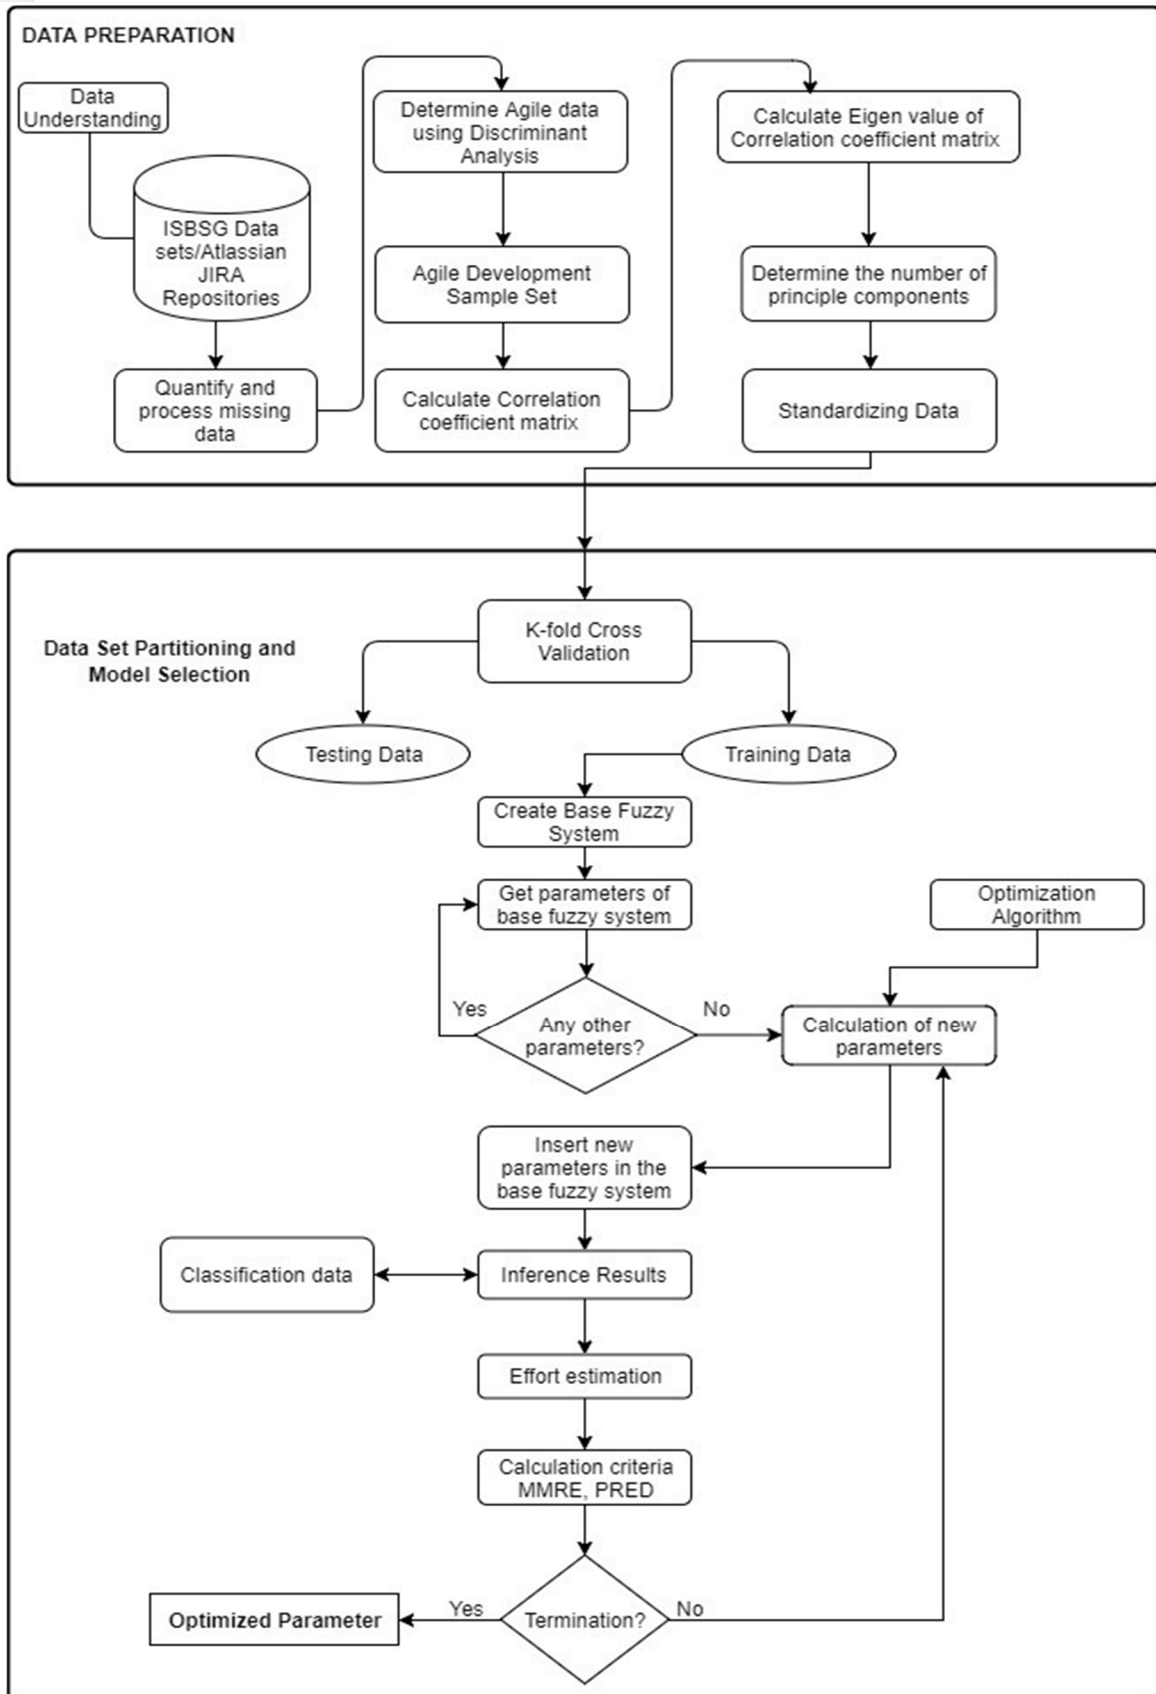 DATA PREPARATION
Data
Understanding
ISBSG Data
sets/Atlassian
JIRA
Repositories
Quantify and
process missing
data
Determine Agile data
using Discriminant
Analysis
Agile Development
Sample Set
Calculate Correlation
coefficient matrix
Calculate Eigen value of
Correlation coefficient matrix
Determine the number of
principle components
Standardizing Data
Data Set Partitioning and
Model Selection
K-fold Cross
Validation
Testing Data
Training Data
Create Base Fuzzy
System
Get parameters of
base fuzzy system
Optimization
Algorithm
Yes
Any other
parameters?
No
Calculation of new
parameters
Insert new
parameters in the
base fuzzy system
Classification data
Inference Results
Effort estimation
Calculation criteria
MMRE, PRED
Optimized Parameter
Yes
Termination?
No